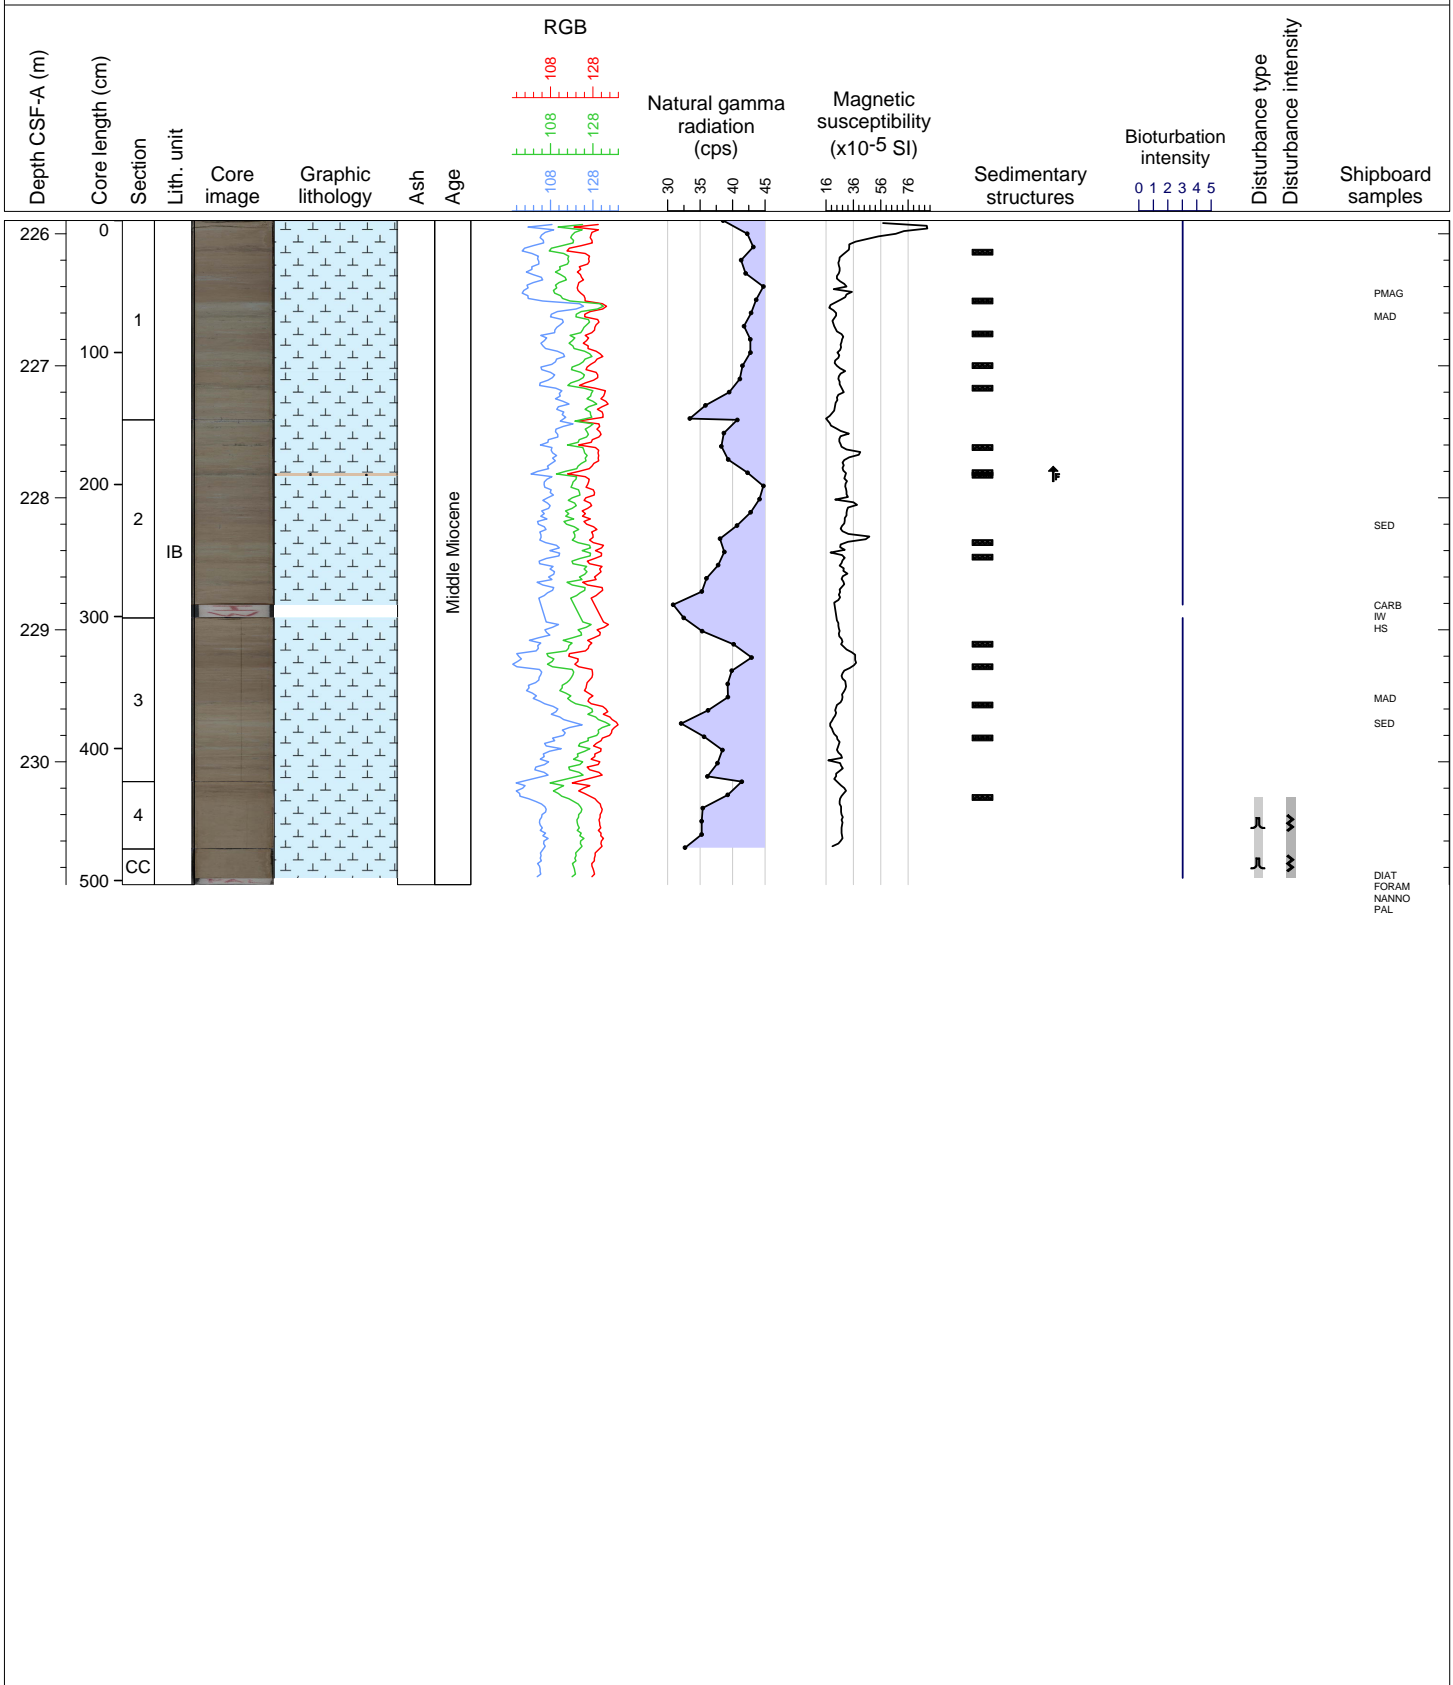 Depth CSF-A (m)
Core length (cm)
Section
Lith. unit
Core
image
Graphic
lithology
Ash
Age
RGB
108 128
108 128
108 128
Natural gamma
radiation
(cps)
30 35 40 45
Magnetic
susceptibility
(x10-5 SI)
16 36 56 76
Sedimentary
structures
Bioturbation
intensity
0 1 2 3 4 5
Disturbance type
Disturbance intensity
Shipboard
samples
226
227
228
229
230
0
100
200
300
400
500
1
2
3
4
CC
IB
Middle Miocene
PMAG
MAD
SED
CARB
IW
HS
MAD
SED
DIAT
FORAM
NANNO
PAL